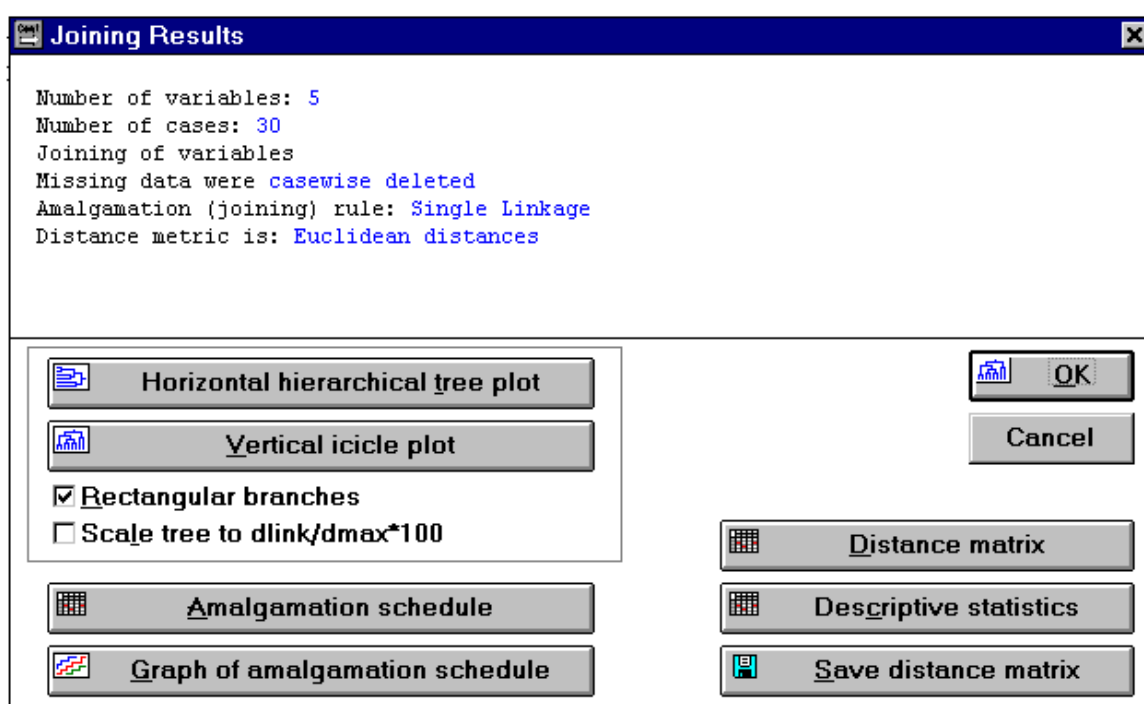 Joining Results
Number of variables: 5
Number of cases: 30
Joining of variables
Missing data were casewise deleted
Amalgamation (joining) rule: Single Linkage
Distance metric is: Euclidean distances
Horizontal hierarchical tree plot
Vertical icicle plot
Rectangular branches
Scale tree to dlink/dmax*100
Amalgamation schedule
Graph of amalgamation schedule
OK
Cancel
Distance matrix
Descriptive statistics
Save distance matrix